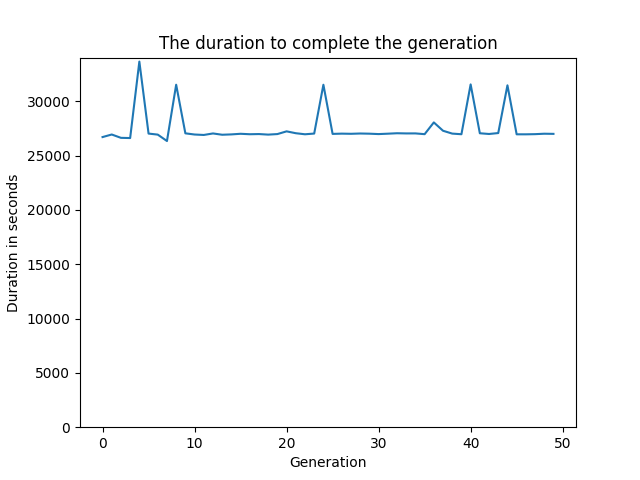 The duration to complete the generation
30000
25000
20000
15000
10000
5000
0
Duration in seconds
0 10 20 30 40 50
Generation